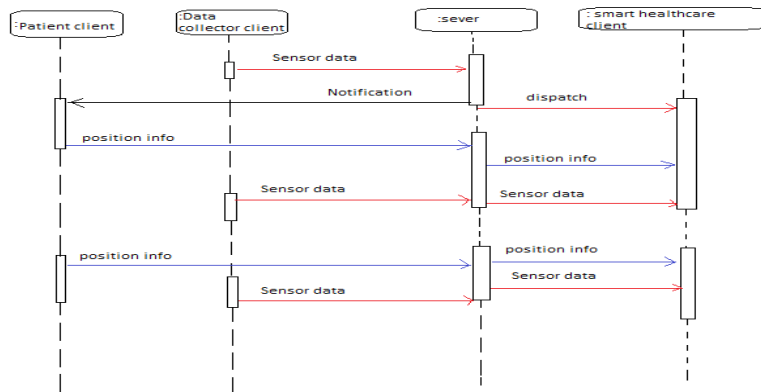 :Patient client
:Data
collector client
:sever
: smart healthcare
client
Sensor data
Notification
dispatch
position info
position info
Sensor data
Sensor data
position info
position info
Sensor data
Sensor data